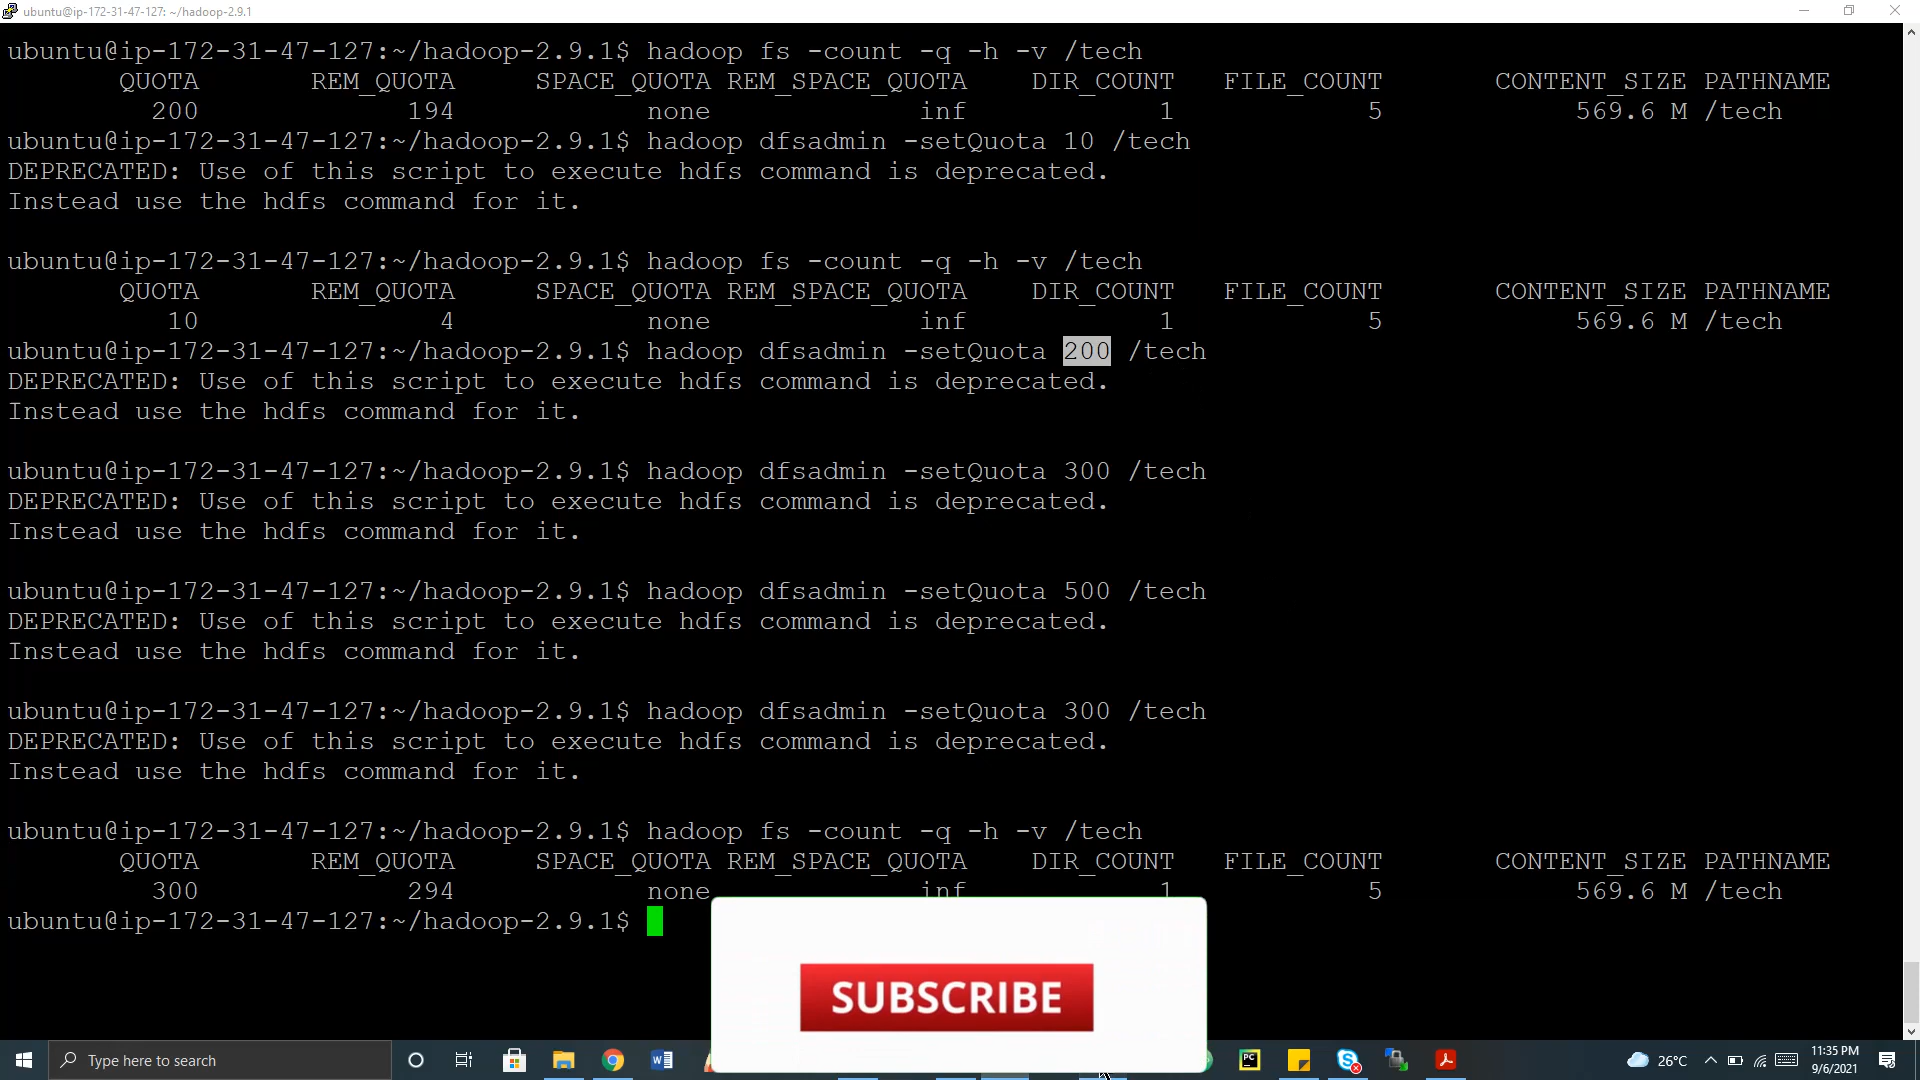 ubuntu@ip-172-31-47-127: ~/hadoop-2.9.1
ubuntu@ip-172-31-47-127:~/hadoop-2.9.1$ hadoop fs -count -q -h -v /tech
QUOTA REM_QUOTA SPACE_QUOTA REM_SPACE_QUOTA DIR_COUNT FILE_COUNT CONTENT_SIZE PATHNAME
200 194 none inf 1 5 569.6 M /tech
ubuntu@ip-172-31-47-127:~/hadoop-2.9.1$ hadoop dfsadmin -setQuota 10 /tech
DEPRECATED: Use of this script to execute hdfs command is deprecated.
Instead use the hdfs command for it.
ubuntu@ip-172-31-47-127:~/hadoop-2.9.1$ hadoop fs -count -q -h -v /tech
QUOTA REM_QUOTA SPACE_QUOTA REM_SPACE_QUOTA DIR_COUNT FILE_COUNT CONTENT_SIZE PATHNAME
10 4 none inf 1 5 569.6 M /tech
ubuntu@ip-172-31-47-127:~/hadoop-2.9.1$ hadoop dfsadmin -setQuota 200 /tech
DEPRECATED: Use of this script to execute hdfs command is deprecated.
Instead use the hdfs command for it.
ubuntu@ip-172-31-47-127:~/hadoop-2.9.1$ hadoop dfsadmin -setQuota 300 /tech
DEPRECATED: Use of this script to execute hdfs command is deprecated.
Instead use the hdfs command for it.
ubuntu@ip-172-31-47-127:~/hadoop-2.9.1$ hadoop dfsadmin -setQuota 500 /tech
DEPRECATED: Use of this script to execute hdfs command is deprecated.
Instead use the hdfs command for it.
ubuntu@ip-172-31-47-127:~/hadoop-2.9.1$ hadoop dfsadmin -setQuota 300 /tech
DEPRECATED: Use of this script to execute hdfs command is deprecated.
Instead use the hdfs command for it.
ubuntu@ip-172-31-47-127:~/hadoop-2.9.1$ hadoop fs -count -q -h -v /tech
QUOTA REM_QUOTA SPACE_QUOTA REM_SPACE_QUOTA DIR_COUNT FILE_COUNT CONTENT_SIZE PATHNAME
300 294 none inf 1 5 569.6 M /tech
ubuntu@ip-172-31-47-127:~/hadoop-2.9.1$
SUBSCRIBE
Type here to search
PC
26°C
11:35 PM
9/6/2021